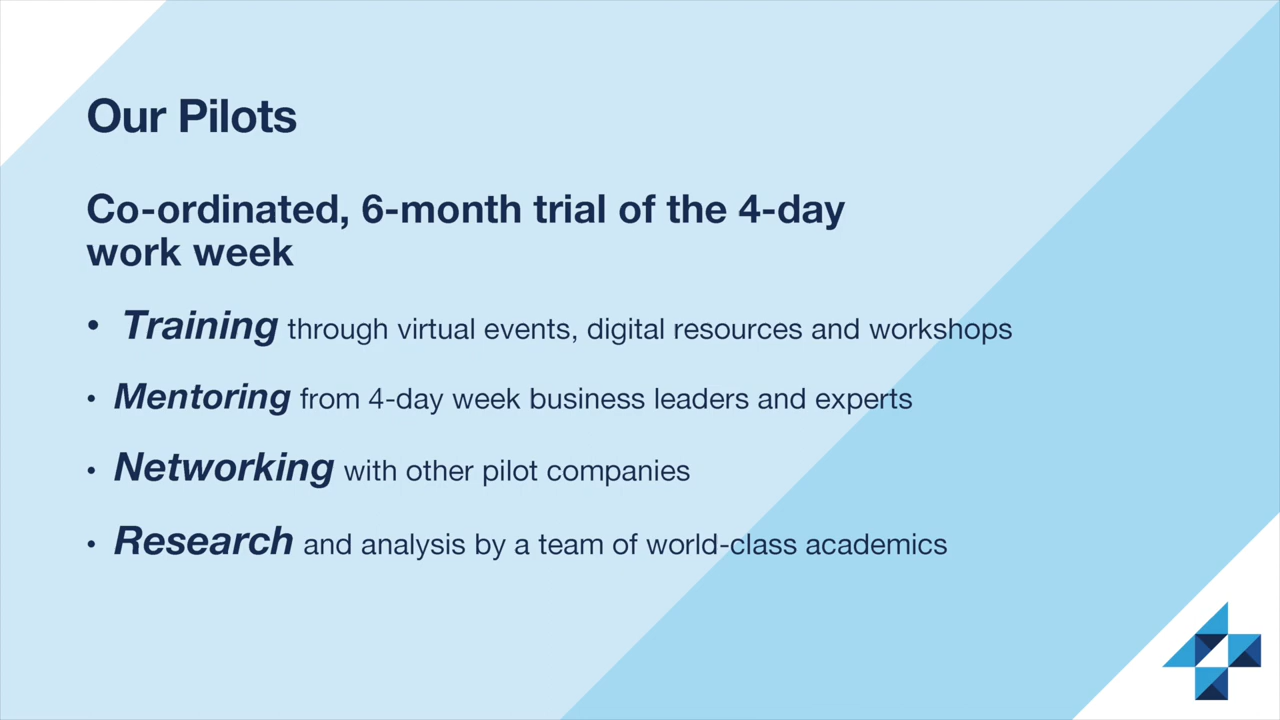 Our Pilots
Co-ordinated, 6-month trial of the 4-day
work week
• Training through virtual events, digital resources and workshops
• Mentoring from 4-day week business leaders and experts
• Networking with other pilot companies
• Research and analysis by a team of world-class academics